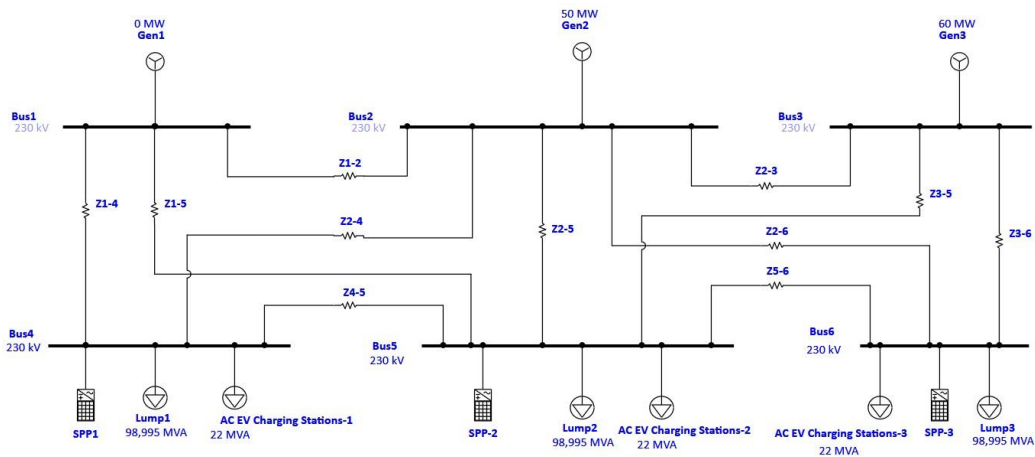 0 MW
Gen1
50 MW
Gen2
60 MW
Gen3
Bus1
230 kV
Bus2
230 kV
Bus3
230 kV
Z1-2
Z2-3
Z1-4
Z1-5
Z2-4
Z2-5
Z3-5
Z2-6
Z3-6
Z5-6
Z4-5
Bus4
230 kV
Bus5
230 kV
Bus6
230 kV
SPP1
Lump1
98,995 MVA
AC EV Charging Stations-1
22 MVA
SPP-2
Lump2
98,995 MVA
AC EV Charging Stations-2
22 MVA
AC EV Charging Stations-3
22 MVA
SPP-3
Lump3
98,995 MVA